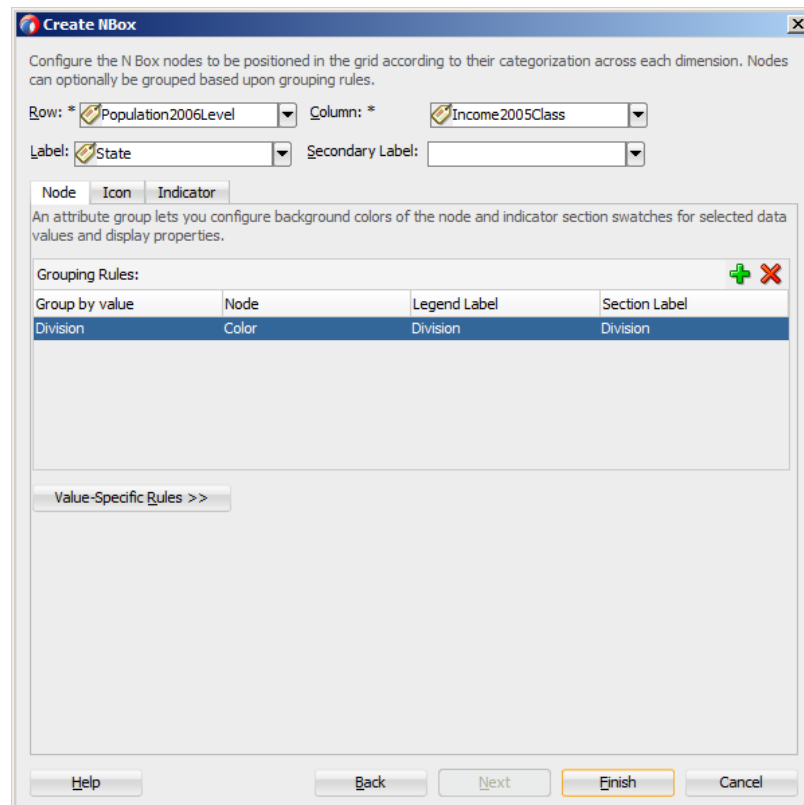 Create NBox
Configure the N Box nodes to be positioned in the grid according to their categorization across each dimension. Nodes
can optionally be grouped based upon grouping rules.
Row: * Population2006Level Column: * Income2005Class
Label: State Secondary Label:
Node Icon Indicator
An attribute group lets you configure background colors of the node and indicator section swatches for selected data
values and display properties.
Grouping Rules:
Group by value Node Legend Label Section Label
Division Color Division Division
Value-Specific Rules >>
Help Back Next Finish Cancel